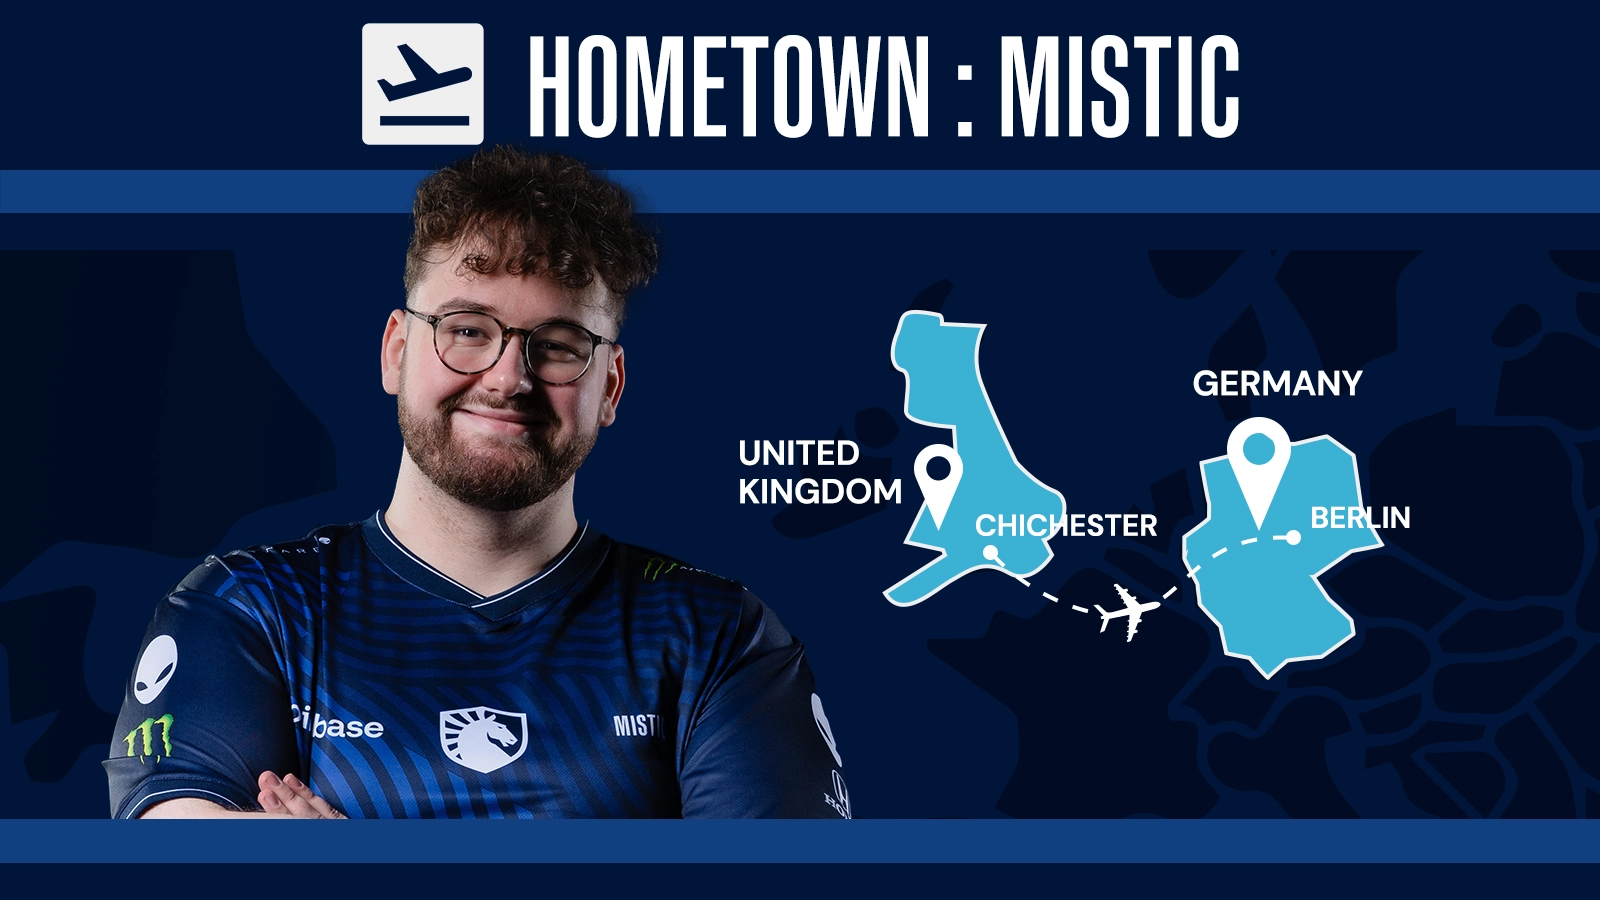 HOMETOWN : MISTIC
GERMANY
UNITED
KINGDOM
CHICHESTER
BERLIN
base
MISTI